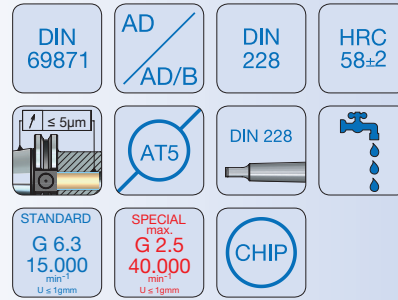 DIN
69871
AD
AD/B
DIN
228
HRC
58±2
↗ ≤ 5µm
AT5
DIN 228
STANDARD
G 6.3
15.000
min⁻¹
U ≤ 1gmm
SPECIAL
max.
G 2.5
40.000
min⁻¹
U ≤ 1gmm
CHIP